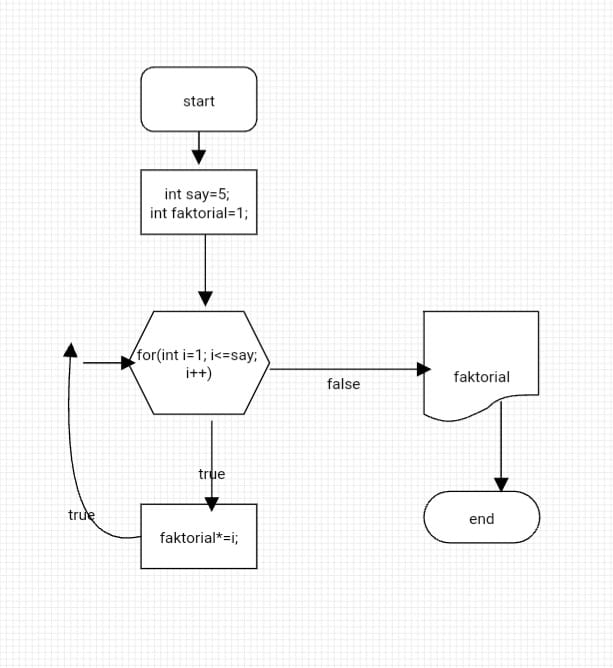 start
int say=5;
int faktorial=1;
for(int i=1; i<=say;
i++)
false
faktorial
true
true
faktorial*=i;
end